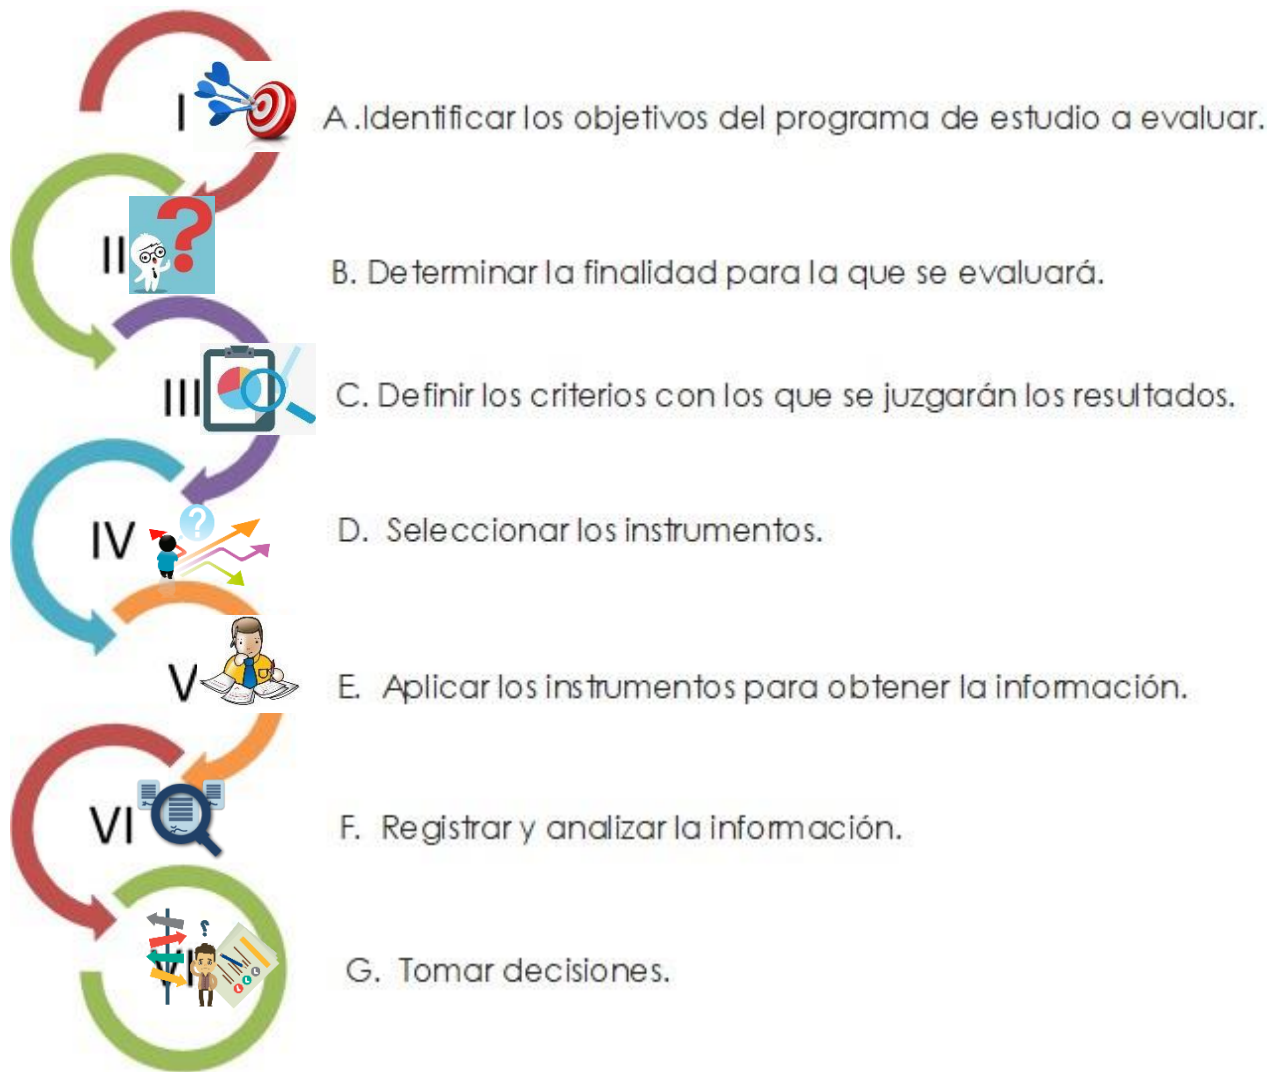 I
A .Identificar los objetivos del programa de estudio a evaluar.
II
B. Determinar la finalidad para la que se evaluará.
III
C. Definir los criterios con los que se juzgarán los resultados.
IV
D. Seleccionar los instrumentos.
V
E. Aplicar los instrumentos para obtener la información.
VI
F. Registrar y analizar la información.
G. Tomar decisiones.